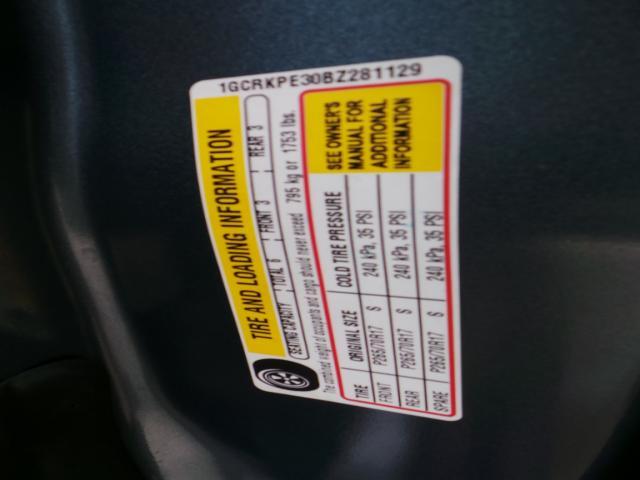 1GCRKPE30BZ281129
TIRE AND LOADING INFORMATION
SEATING CAPACITY TOTAL 6 FRONT 3 REAR 3
The combined weight of occupants and cargo should never exceed 795 kg or 1753 lbs.
TIRE ORIGINAL SIZE COLD TIRE PRESSURE
FRONT P265/70R17 S 240 kPa, 35 PSI
REAR P265/70R17 S 240 kPa, 35 PSI
SPARE P265/70R17 S 240 kPa, 35 PSI
SEE OWNER'S
MANUAL FOR
ADDITIONAL
INFORMATION